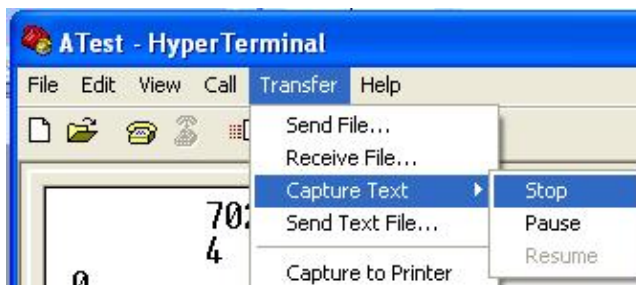 ATest - HyperTerminal
File Edit View Call Transfer Help
Send File...
Receive File...
Capture Text
Stop
702
Send Text File...
Pause
4
Resume
0
Capture to Printer